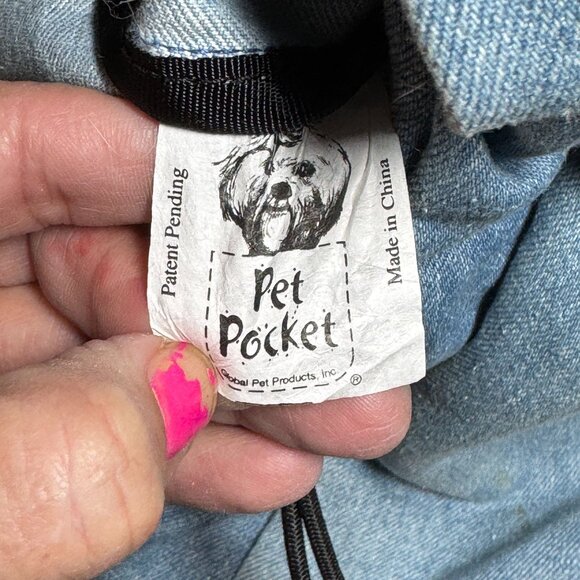 Patent Pending
Pet
Pocket
Global Pet Products, Inc.
®
Made in China